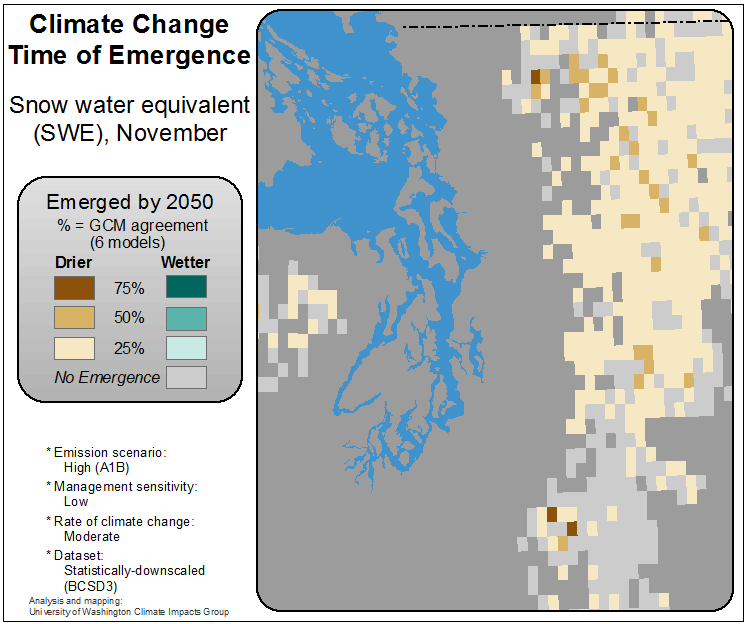 Climate Change
Time of Emergence
Snow water equivalent
(SWE), November
Emerged by 2050
% = GCM agreement
(6 models)
Drier Wetter
75%
50%
25%
No Emergence
* Emission scenario:
High (A1B)
* Management sensitivity:
Low
* Rate of climate change:
Moderate
* Dataset:
Statistically-downscaled
(BCSD3)
Analysis and mapping:
University of Washington Climate Impacts Group